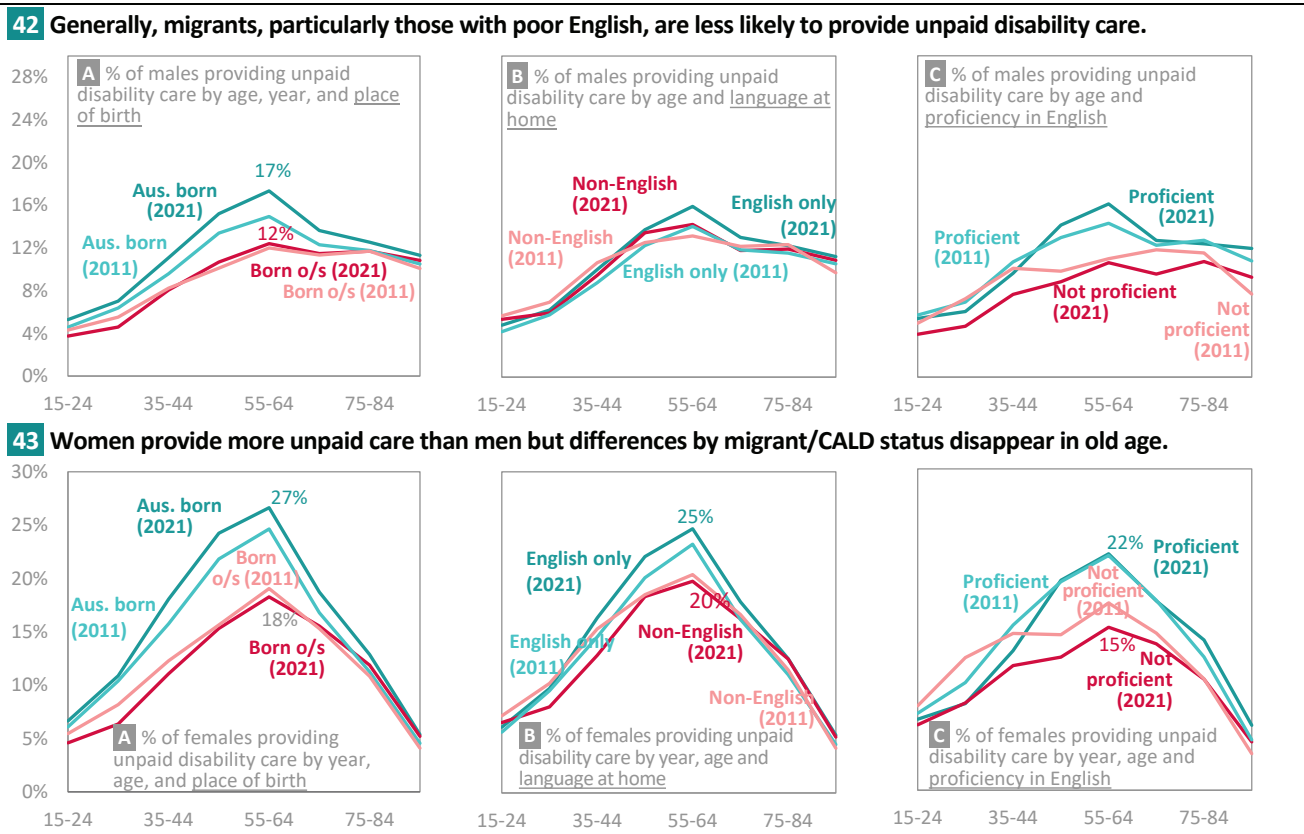 42 Generally, migrants, particularly those with poor English, are less likely to provide unpaid disability care.
28%
24%
20%
16%
12%
8%
4%
0%
A % of males providing unpaid
disability care by age, year, and place
of birth
17%
Aus. born
(2021)
Aus. born
(2011)
12%
Born o/s (2021)
Born o/s (2011)
15-24 35-44 55-64 75-84
B % of males providing unpaid
disability care by age and language at
home
Non-English
(2021)
English only
(2021)
Non-English
(2011)
English only (2011)
15-24 35-44 55-64 75-84
C % of males providing unpaid
disability care by age and
proficiency in English
Proficient
(2021)
Proficient
(2011)
Not proficient
(2021)
Not
proficient
(2011)
15-24 35-44 55-64 75-84
43 Women provide more unpaid care than men but differences by migrant/CALD status disappear in old age.
30%
25%
20%
15%
10%
5%
0%
27%
Aus. born
(2021)
Born
o/s (2011)
Aus. born
(2011)
18%
Born o/s
(2021)
A % of females providing
unpaid disability care by year,
age, and place of birth
15-24 35-44 55-64 75-84
25%
English only
(2021)
20%
English only
(2011)
Non-English
(2021)
Non-English
(2011)
B % of females providing unpaid
disability care by year, age and
language at home
15-24 35-44 55-64 75-84
22%
Proficient
(2021)
Proficient
(2011)
Not
proficient
(2011)
15%
Not
proficient
(2021)
C % of females providing unpaid
disability care by year, age and
proficiency in English
15-24 35-44 55-64 75-84